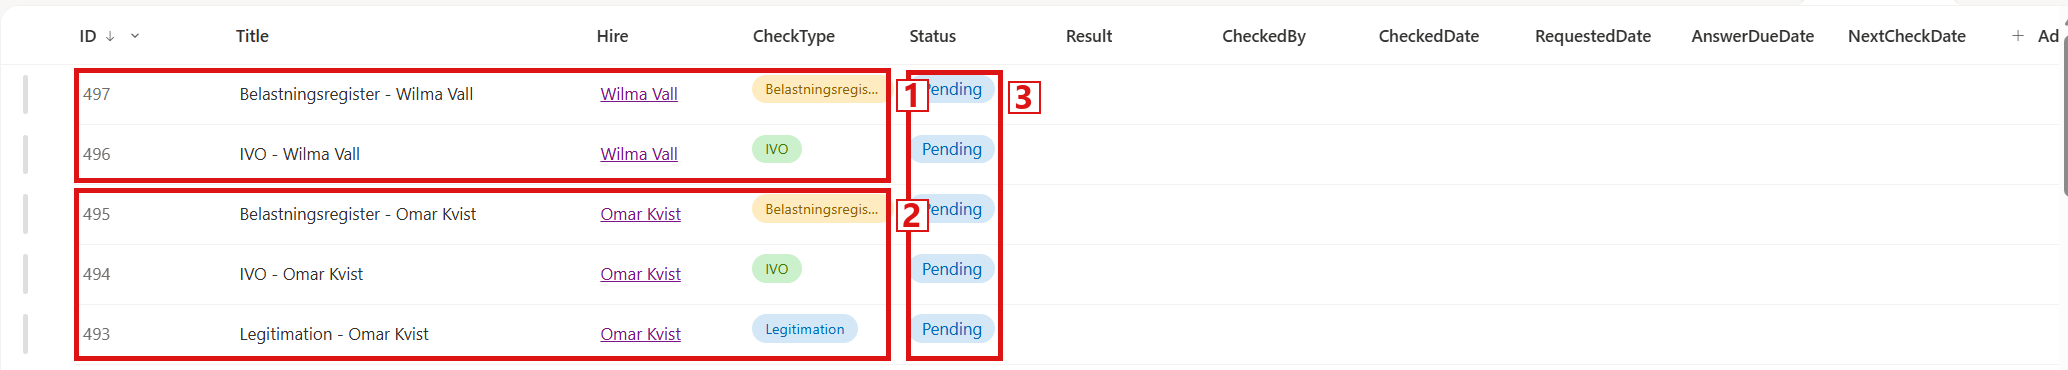 ID Title Hire CheckType Status Result CheckedBy CheckedDate RequestedDate AnswerDueDate NextCheckDate + Ad
497 Belastningsregister - Wilma Vall Wilma Vall Belastningsregis... 1 Pending 3
496 IVO - Wilma Vall Wilma Vall IVO Pending
495 Belastningsregister - Omar Kvist Omar Kvist Belastningsregis... 2 Pending
494 IVO - Omar Kvist Omar Kvist IVO Pending
493 Legitimation - Omar Kvist Omar Kvist Legitimation Pending